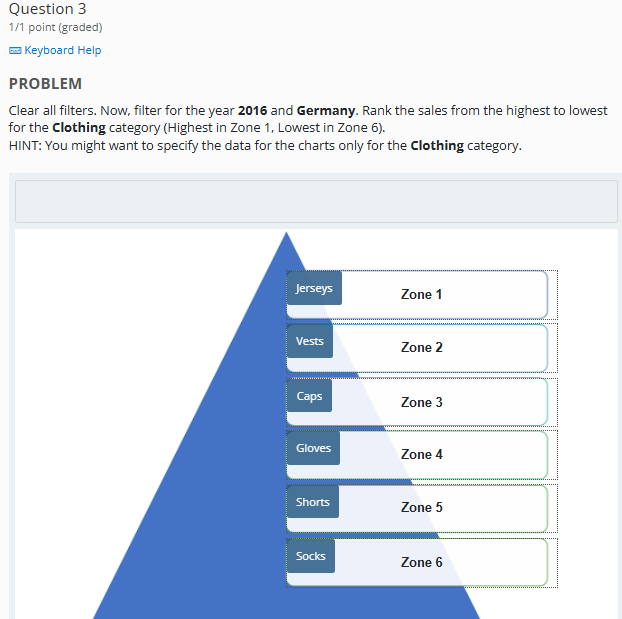 Question 3
1/1 point (graded)
Keyboard Help
PROBLEM
Clear all filters. Now, filter for the year 2016 and Germany. Rank the sales from the highest to lowest
for the Clothing category (Highest in Zone 1, Lowest in Zone 6).
HINT: You might want to specify the data for the charts only for the Clothing category.
Jerseys
Zone 1
Vests
Zone 2
Caps
Zone 3
Gloves
Zone 4
Shorts
Zone 5
Socks
Zone 6